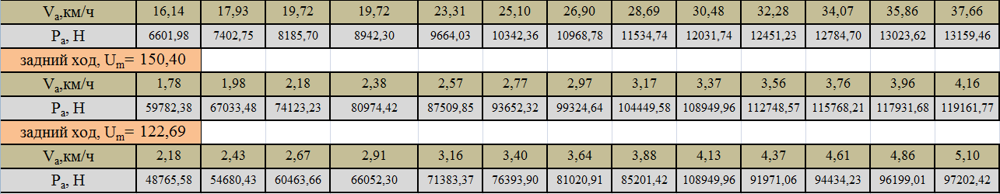 Va,км/ч 16,14 17,93 19,72 19,72 23,31 25,10 26,90 28,69 30,48 32,28 34,07 35,86 37,66
Pa, Н 6601,98 7402,75 8185,70 8942,30 9664,03 10342,36 10968,78 11534,74 12031,74 12451,23 12784,70 13023,62 13159,46
задний ход, Um= 150,40
Va,км/ч 1,78 1,98 2,18 2,38 2,57 2,77 2,97 3,17 3,37 3,56 3,76 3,96 4,16
Pa, Н 59782,38 67033,48 74123,23 80974,42 87509,85 93652,32 99324,64 104449,58 108949,96 112748,57 115768,21 117931,68 119161,77
задний ход, Um= 122,69
Va,км/ч 2,18 2,43 2,67 2,91 3,16 3,40 3,64 3,88 4,13 4,37 4,61 4,86 5,10
Pa, Н 48765,58 54680,43 60463,66 66052,30 71383,37 76393,90 81020,91 85201,42 108949,96 91971,06 94434,23 96199,01 97202,42